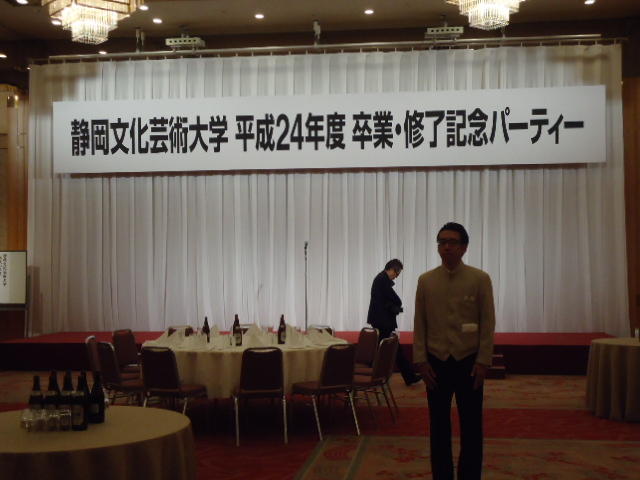 静岡文化芸術大学 平成24年度 卒業・修了記念パーティー